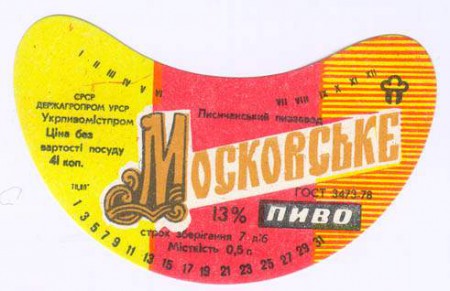 I II III IV V VI
VII VIII IX X XI XII
СРСР
ДЕРЖАГРОПРОМ УРСР
Укрпивомістпром
Ціна без
вартості посуду
41 коп.
Лисичанський пивзавод
МОСКОВСЬКЕ
ГОСТ 3473-78
13% ПИВО
строк зберігання 7 діб
Місткість 0,5 л.
1 3 5 7 9 11 13 15 17 19 21 23 25 27 29 31